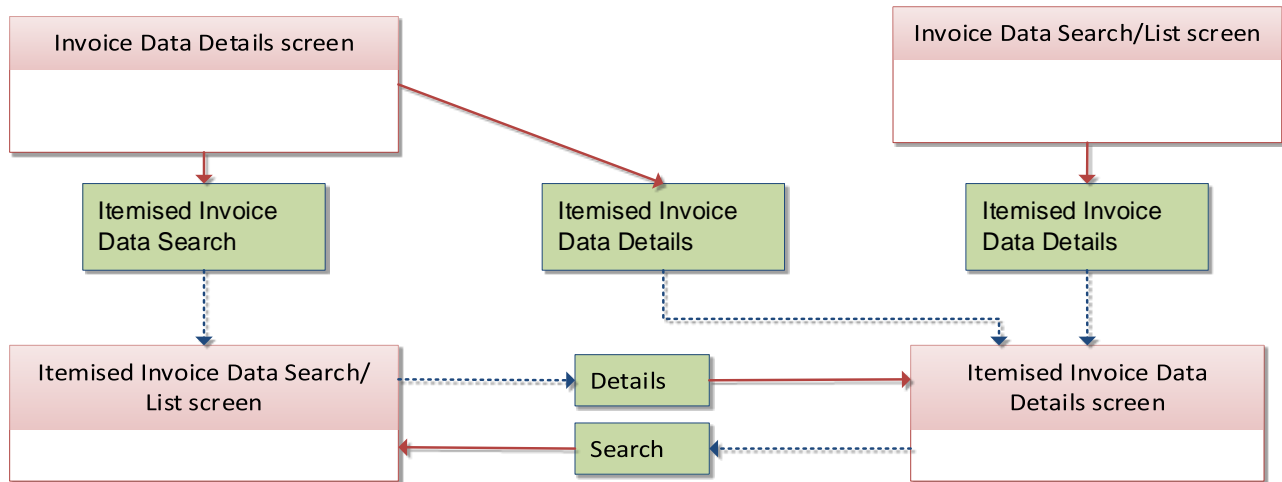 Invoice Data Details screen
Invoice Data Search/List screen
Itemised Invoice
Data Search
Itemised Invoice
Data Details
Itemised Invoice
Data Details
Itemised Invoice Data Search/
List screen
Details
Search
Itemised Invoice Data
Details screen